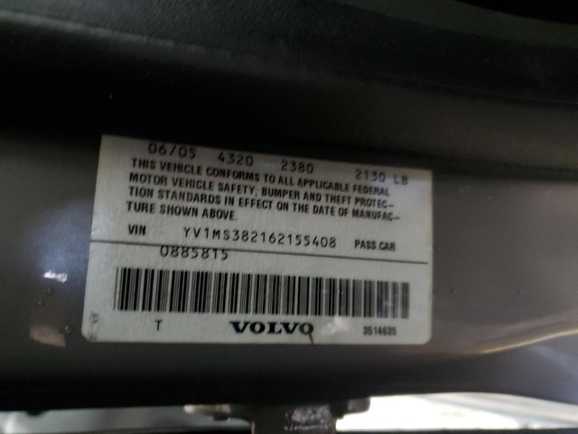 06/05 4320 2380 2130 LB
THIS VEHICLE CONFORMS TO ALL APPLICABLE FEDERAL
MOTOR VEHICLE SAFETY, BUMPER AND THEFT PROTEC-
TION STANDARDS IN EFFECT ON THE DATE OF MANUFAC-
TURE SHOWN ABOVE.
VIN YV1MS382162155408 PASS CAR
0885815
T VOLVO 3514635